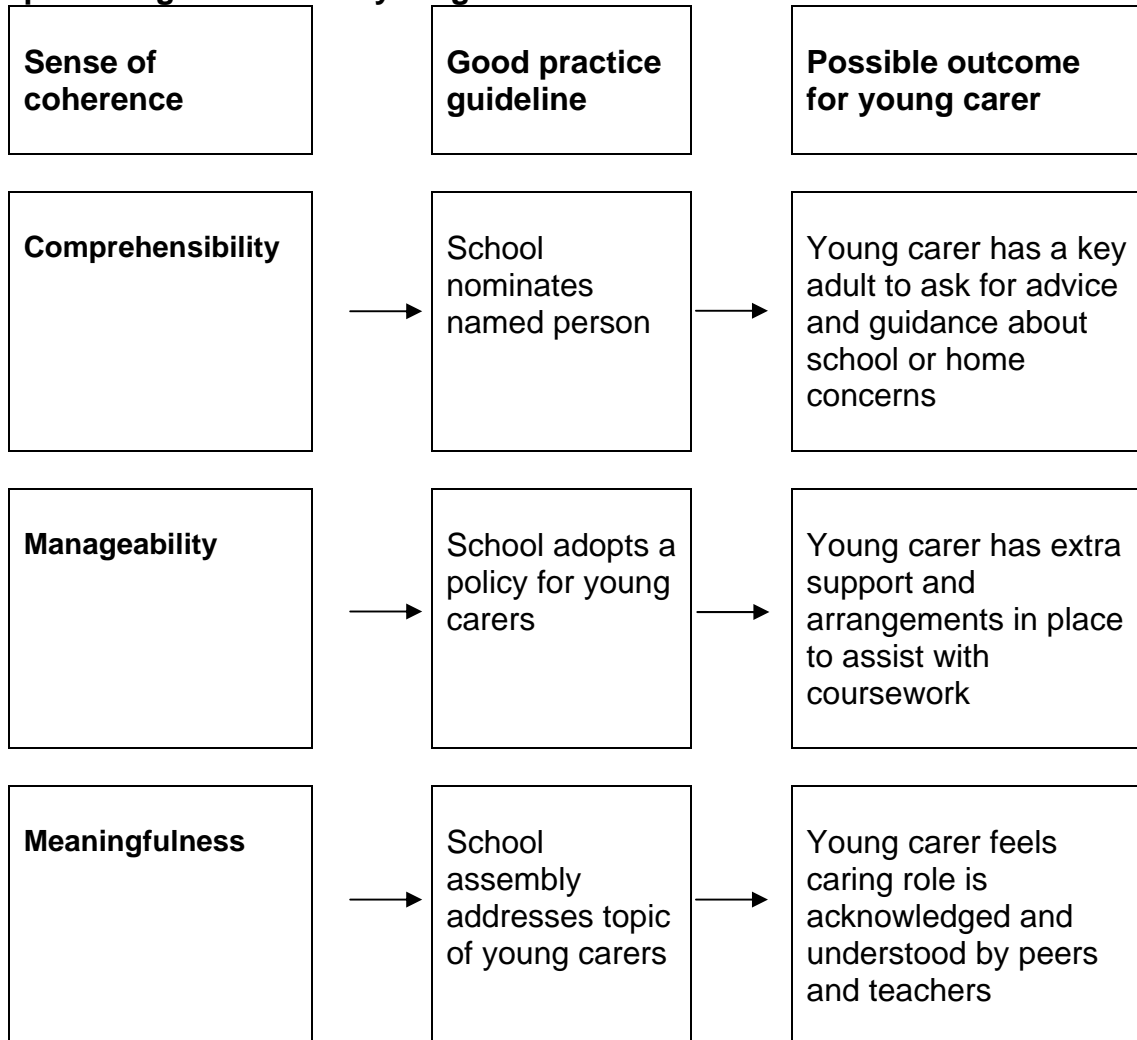 Sense of
coherence
Good practice
guideline
Possible outcome
for young carer
Comprehensibility
School
nominates
named person
Young carer has a key
adult to ask for advice
and guidance about
school or home
concerns
Manageability
School adopts a
policy for young
carers
Young carer has extra
support and
arrangements in place
to assist with
coursework
Meaningfulness
School
assembly
addresses topic
of young carers
Young carer feels
caring role is
acknowledged and
understood by peers
and teachers